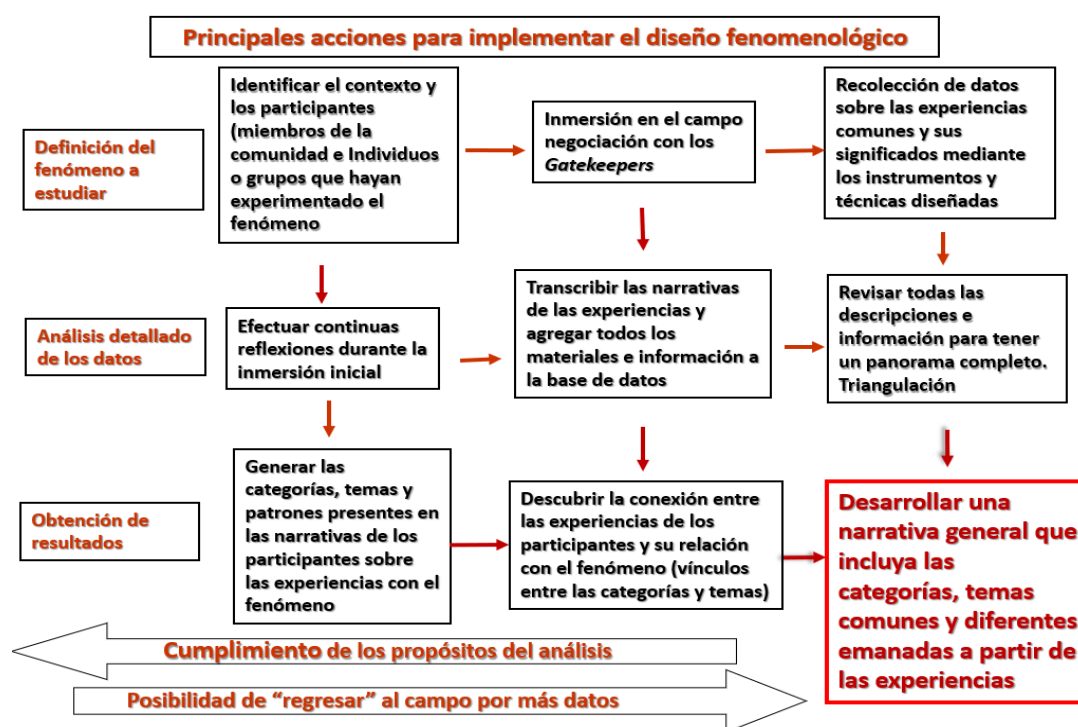 Principales acciones para implementar el diseño fenomenológico
Definición del
fenómeno a
estudiar
Identificar el contexto y
los participantes
(miembros de la
comunidad e Individuos
o grupos que hayan
experimentado el
fenómeno
Inmersión en el campo
negociación con los
Gatekeepers
Recolección de datos
sobre las experiencias
comunes y sus
significados mediante
los instrumentos y
técnicas diseñadas
Análisis detallado
de los datos
Efectuar continuas
reflexiones durante la
inmersión inicial
Transcribir las narrativas
de las experiencias y
agregar todos los
materiales e información a
la base de datos
Revisar todas las
descripciones e
información para tener
un panorama completo.
Triangulación
Obtención de
resultados
Generar las
categorías, temas y
patrones presentes en
las narrativas de los
participantes sobre
las experiencias con el
fenómeno
Descubrir la conexión entre
las experiencias de los
participantes y su relación
con el fenómeno (vínculos
entre las categorías y temas)
Desarrollar una
narrativa general que
incluya las
categorías, temas
comunes y diferentes
emanadas a partir de
las experiencias
Cumplimiento de los propósitos del análisis
Posibilidad de “regresar” al campo por más datos